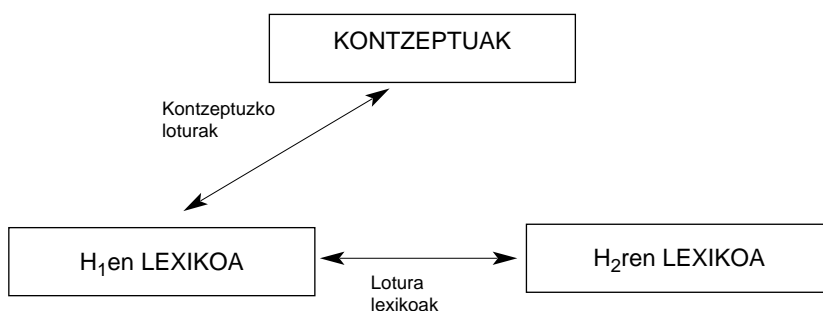 KONTZEPTUAK
Kontzeptuzko
loturak
H₁en LEXIKOA
H₂ren LEXIKOA
Lotura
lexikoak